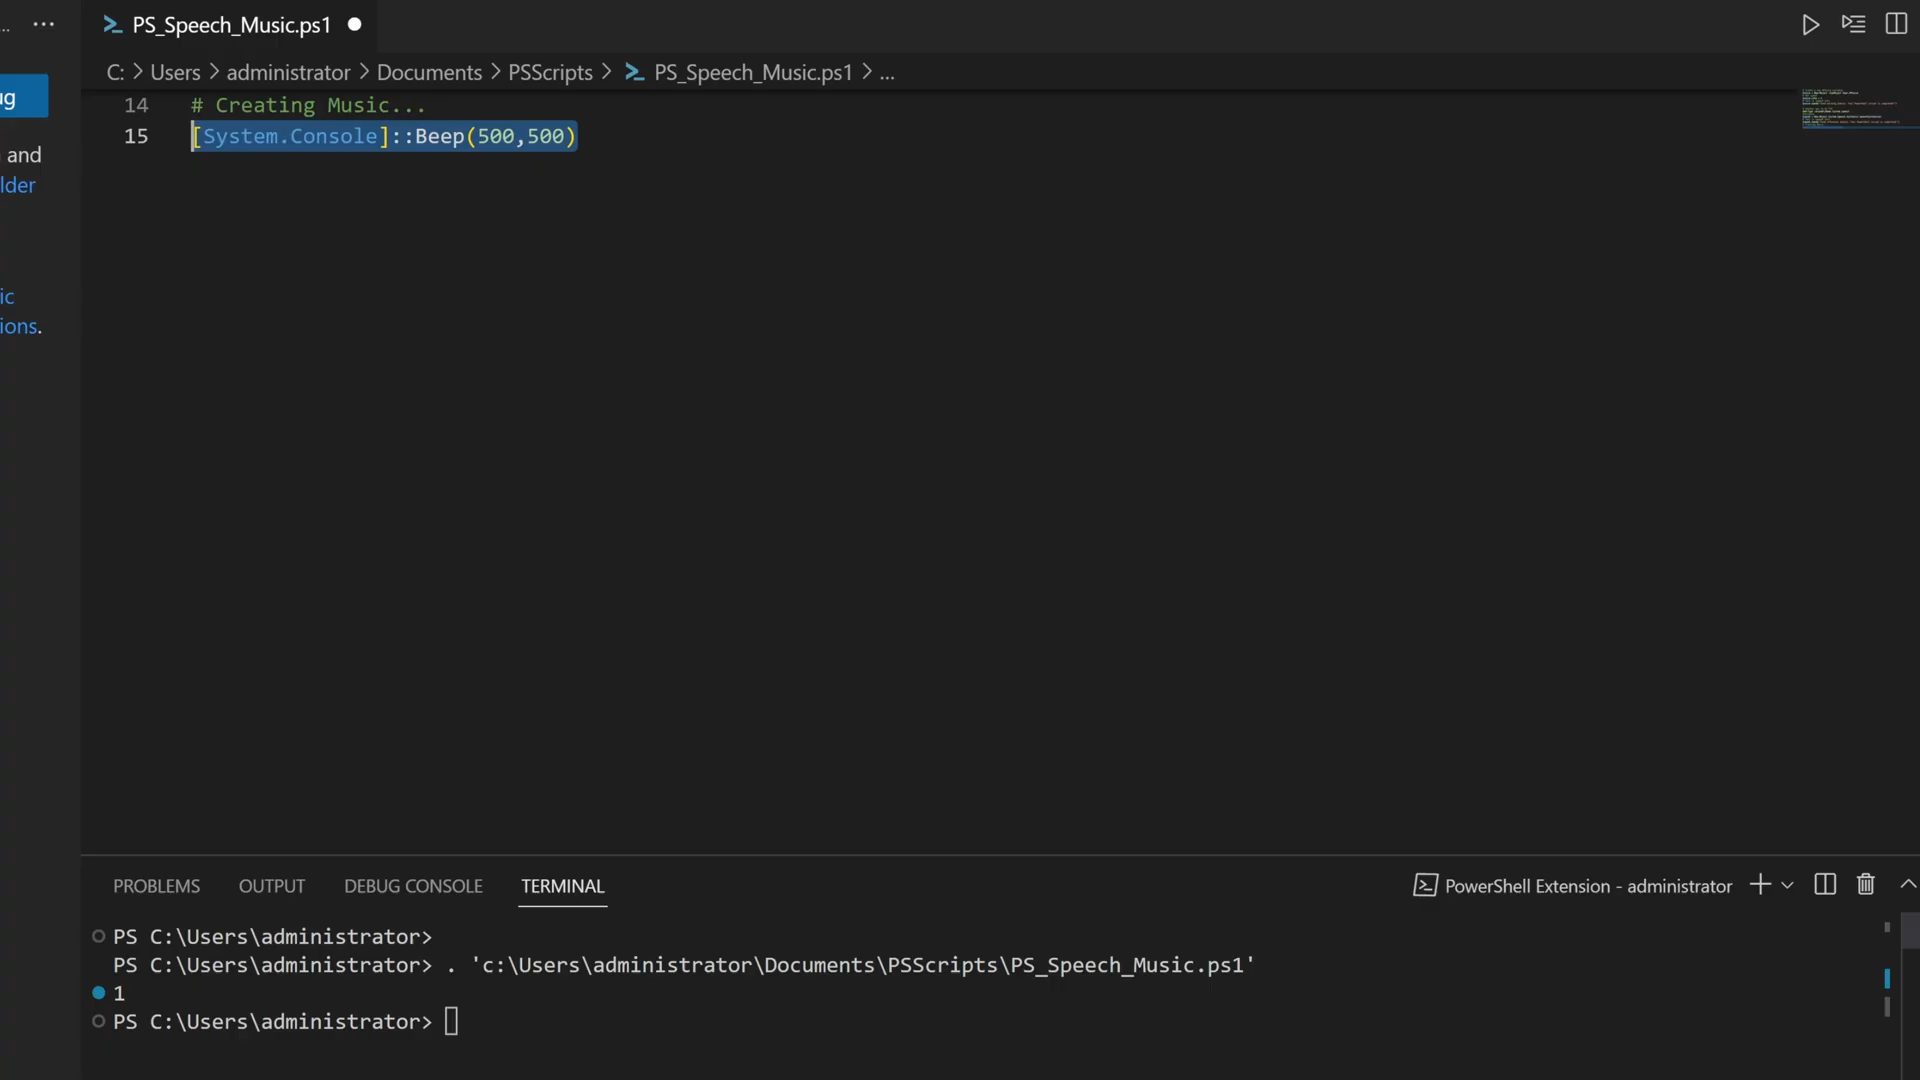 ... ··· PS_Speech_Music.ps1
C: > Users > administrator > Documents > PSScripts > PS_Speech_Music.ps1 > ...
ug
and
lder
ic
ions.
14 # Creating Music...
15 [System.Console]::Beep(500,500)
PROBLEMS OUTPUT DEBUG CONSOLE TERMINAL PowerShell Extension - administrator
PS C:\Users\administrator>
PS C:\Users\administrator> . 'c:\Users\administrator\Documents\PSScripts\PS_Speech_Music.ps1'
1
PS C:\Users\administrator>